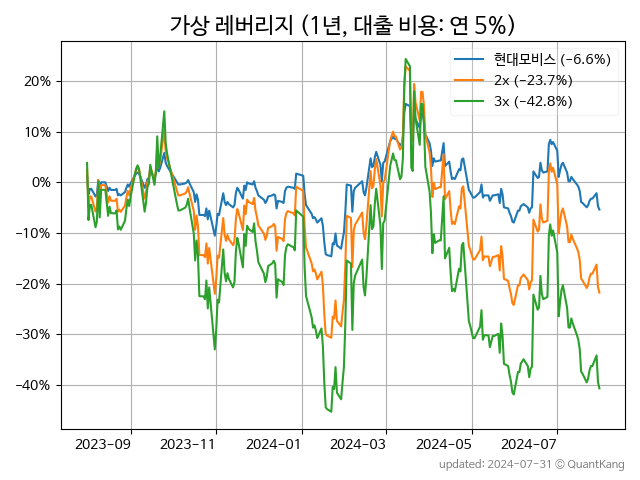 가상 레버리지 (1년, 대출 비용: 연 5%)
현대모비스 (−6.6%)
2x (−23.7%)
3x (−42.8%)
20%
10%
0%
−10%
−20%
−30%
−40%
2023-09 2023-11 2024-01 2024-03 2024-05 2024-07
updated: 2024-07-31 © QuantKang